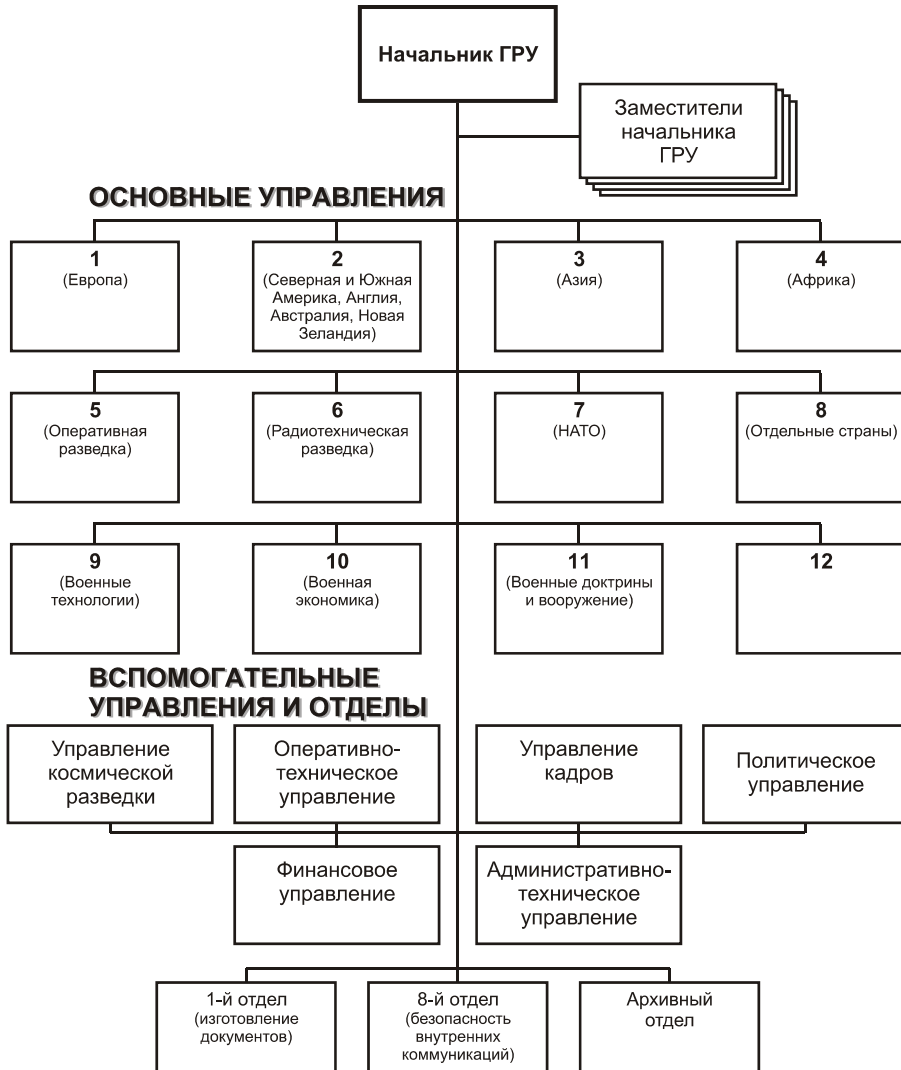 Начальник ГРУ
Заместители
начальника
ГРУ
ОСНОВНЫЕ УПРАВЛЕНИЯ
1
(Европа)
2
(Северная и Южная
Америка, Англия,
Австралия, Новая
Зеландия)
3
(Азия)
4
(Африка)
5
(Оперативная
разведка)
6
(Радиотехническая
разведка)
7
(НАТО)
8
(Отдельные страны)
9
(Военные
технологии)
10
(Военная
экономика)
11
(Военные доктрины
и вооружение)
12
ВСПОМОГАТЕЛЬНЫЕ
УПРАВЛЕНИЯ И ОТДЕЛЫ
Управление
космической
разведки
Оперативно-
техническое
управление
Управление
кадров
Политическое
управление
Финансовое
управление
Административно-
техническое
управление
1-й отдел
(изготовление
документов)
8-й отдел
(безопасность
внутренних
коммуникаций)
Архивный
отдел